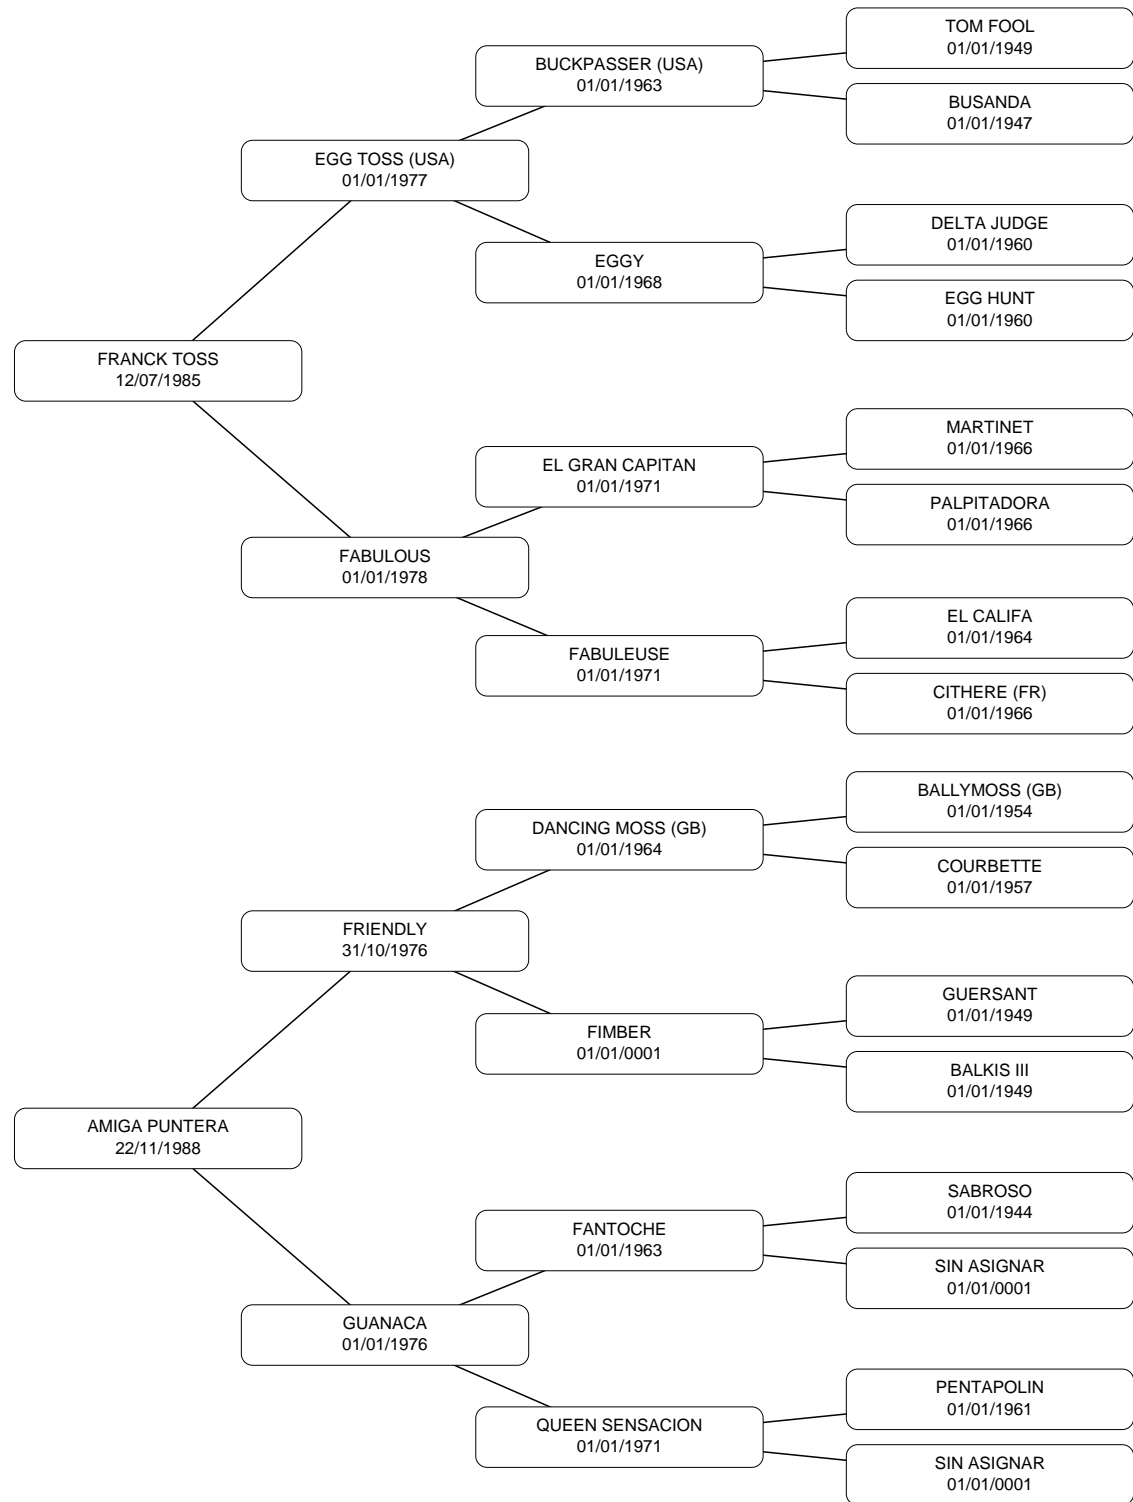 TOM FOOL
01/01/1949
BUCKPASSER (USA)
01/01/1963
BUSANDA
01/01/1947
EGG TOSS (USA)
01/01/1977
DELTA JUDGE
01/01/1960
EGGY
01/01/1968
EGG HUNT
01/01/1960
FRANCK TOSS
12/07/1985
MARTINET
01/01/1966
EL GRAN CAPITAN
01/01/1971
PALPITADORA
01/01/1966
FABULOUS
01/01/1978
EL CALIFA
01/01/1964
FABULEUSE
01/01/1971
CITHERE (FR)
01/01/1966
BALLYMOSS (GB)
01/01/1954
DANCING MOSS (GB)
01/01/1964
COURBETTE
01/01/1957
FRIENDLY
31/10/1976
GUERSANT
01/01/1949
FIMBER
01/01/0001
BALKIS III
01/01/1949
AMIGA PUNTERA
22/11/1988
SABROSO
01/01/1944
FANTOCHE
01/01/1963
SIN ASIGNAR
01/01/0001
GUANACA
01/01/1976
PENTAPOLIN
01/01/1961
QUEEN SENSACION
01/01/1971
SIN ASIGNAR
01/01/0001